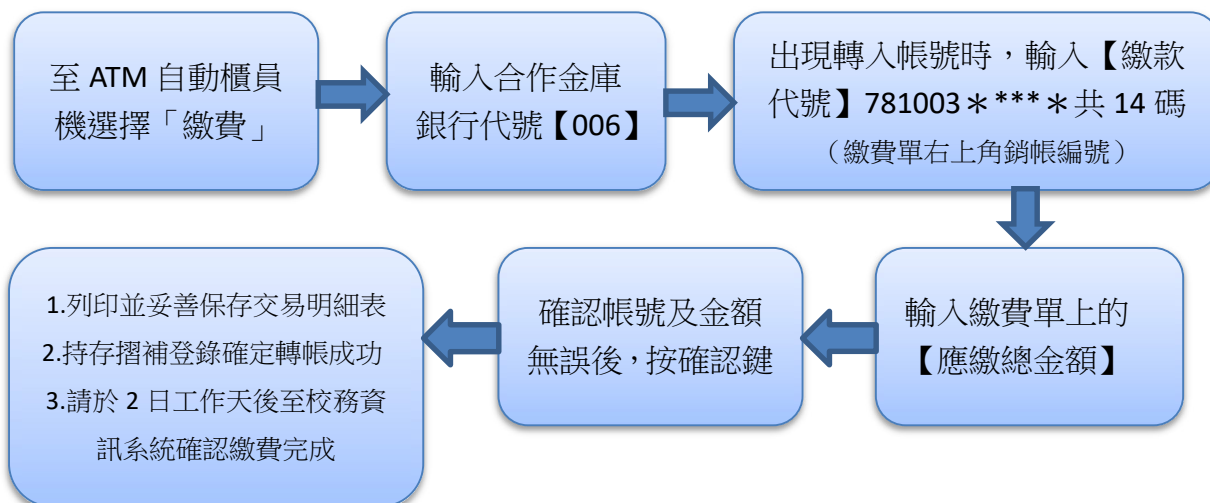 至 ATM 自動櫃員
機選擇「繳費」
輸入合作金庫
銀行代號【006】
出現轉入帳號時，輸入【繳款
代號】781003＊***＊共 14 碼
（繳費單右上角銷帳編號）
輸入繳費單上的
【應繳總金額】
確認帳號及金額
無誤後，按確認鍵
1.列印並妥善保存交易明細表
2.持存摺補登錄確定轉帳成功
3.請於 2 日工作天後至校務資
訊系統確認繳費完成